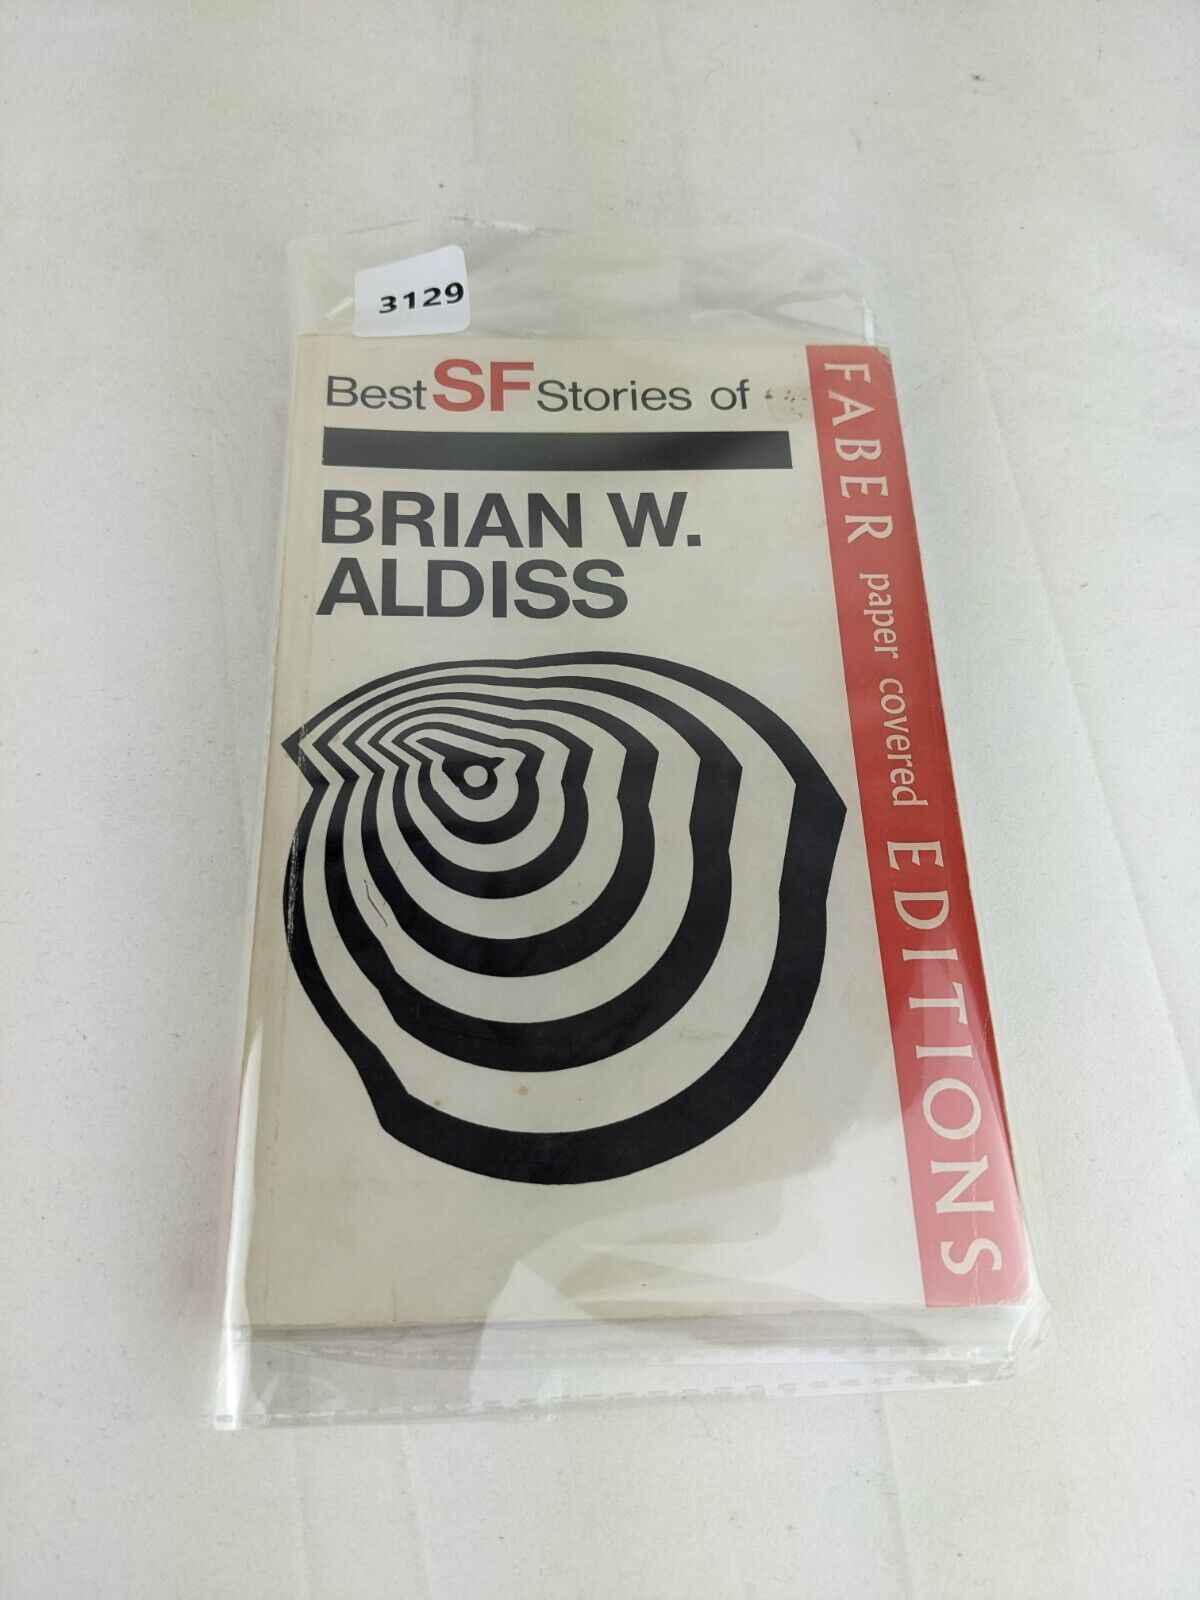 3129
Best SF Stories of
BRIAN W.
ALDISS
FABER paper covered EDITIONS